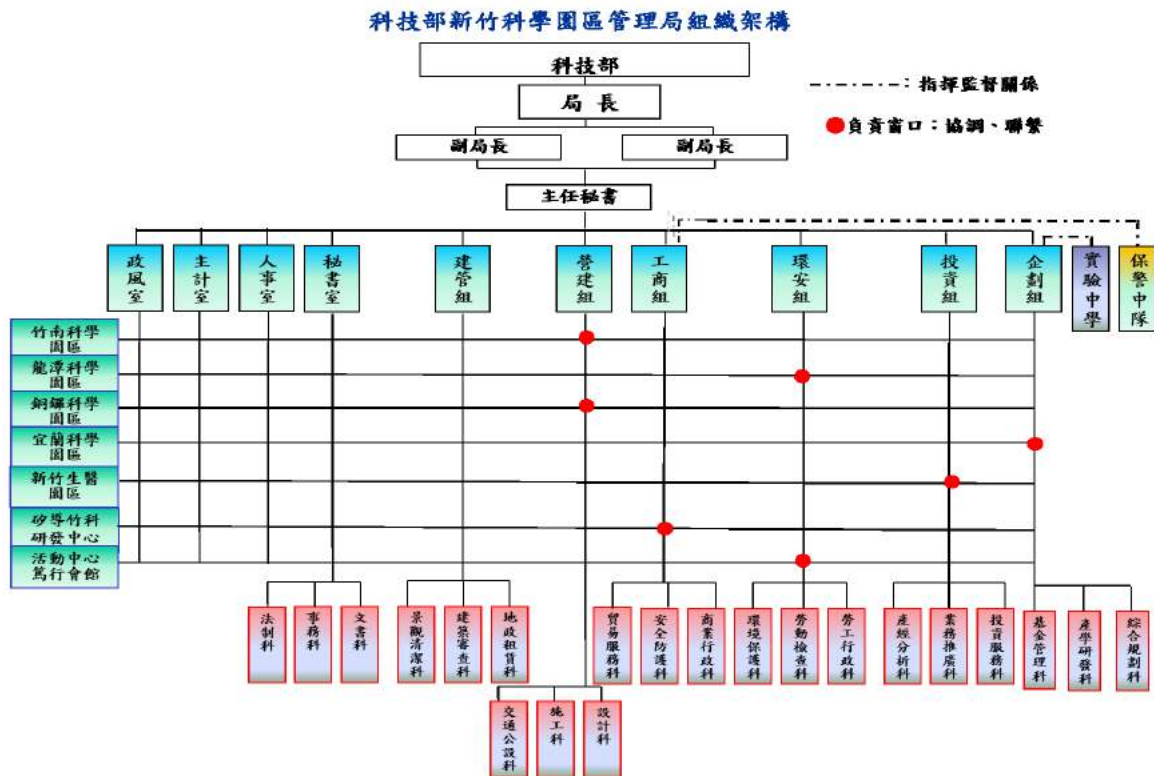 科技部新竹科學園區管理局組織架構
科技部
局長
副局長
副局長
主任秘書
指揮監督關係
負責窗口：協調、聯繫
政風室
主計室
人事室
秘書室
建管組
營建組
工商組
環安組
投資組
企劃組
實驗中學
保警中隊
竹南科學
園區
龍潭科學
園區
銅鑼科學
園區
宜蘭科學
園區
新竹生醫
園區
矽導竹科
研發中心
活動中心
篤行會館
法制科
事務科
文書科
景觀清潔科
建築審查科
地政租賃科
貿易服務科
安全防護科
商業行政科
環境保護科
勞動檢查科
勞工行政科
產經分析科
業務推廣科
投資服務科
基金管理科
產學研發科
綜合規劃科
交通公設科
施工科
設計科